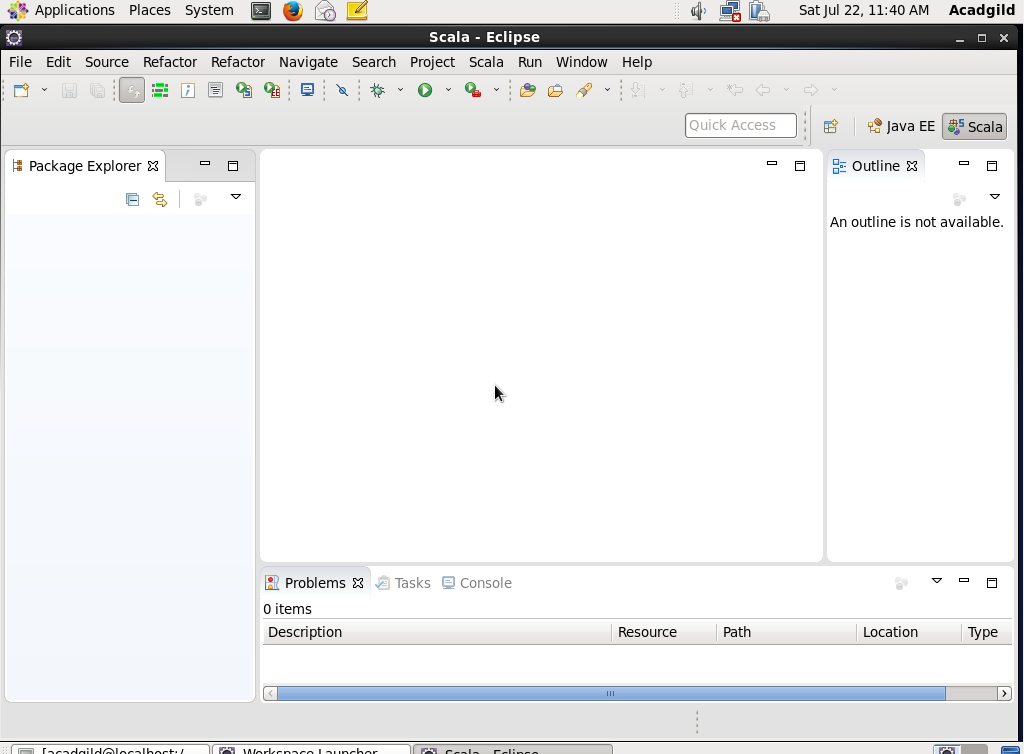 Applications Places System Sat Jul 22, 11:40 AM Acadgild
Scala - Eclipse
File Edit Source Refactor Refactor Navigate Search Project Scala Run Window Help
Quick Access Java EE Scala
Package Explorer
Outline
An outline is not available.
Problems Tasks Console
0 items
Description Resource Path Location Type
[acadgild@localhost:/ Workspace Launcher Scala - Eclipse